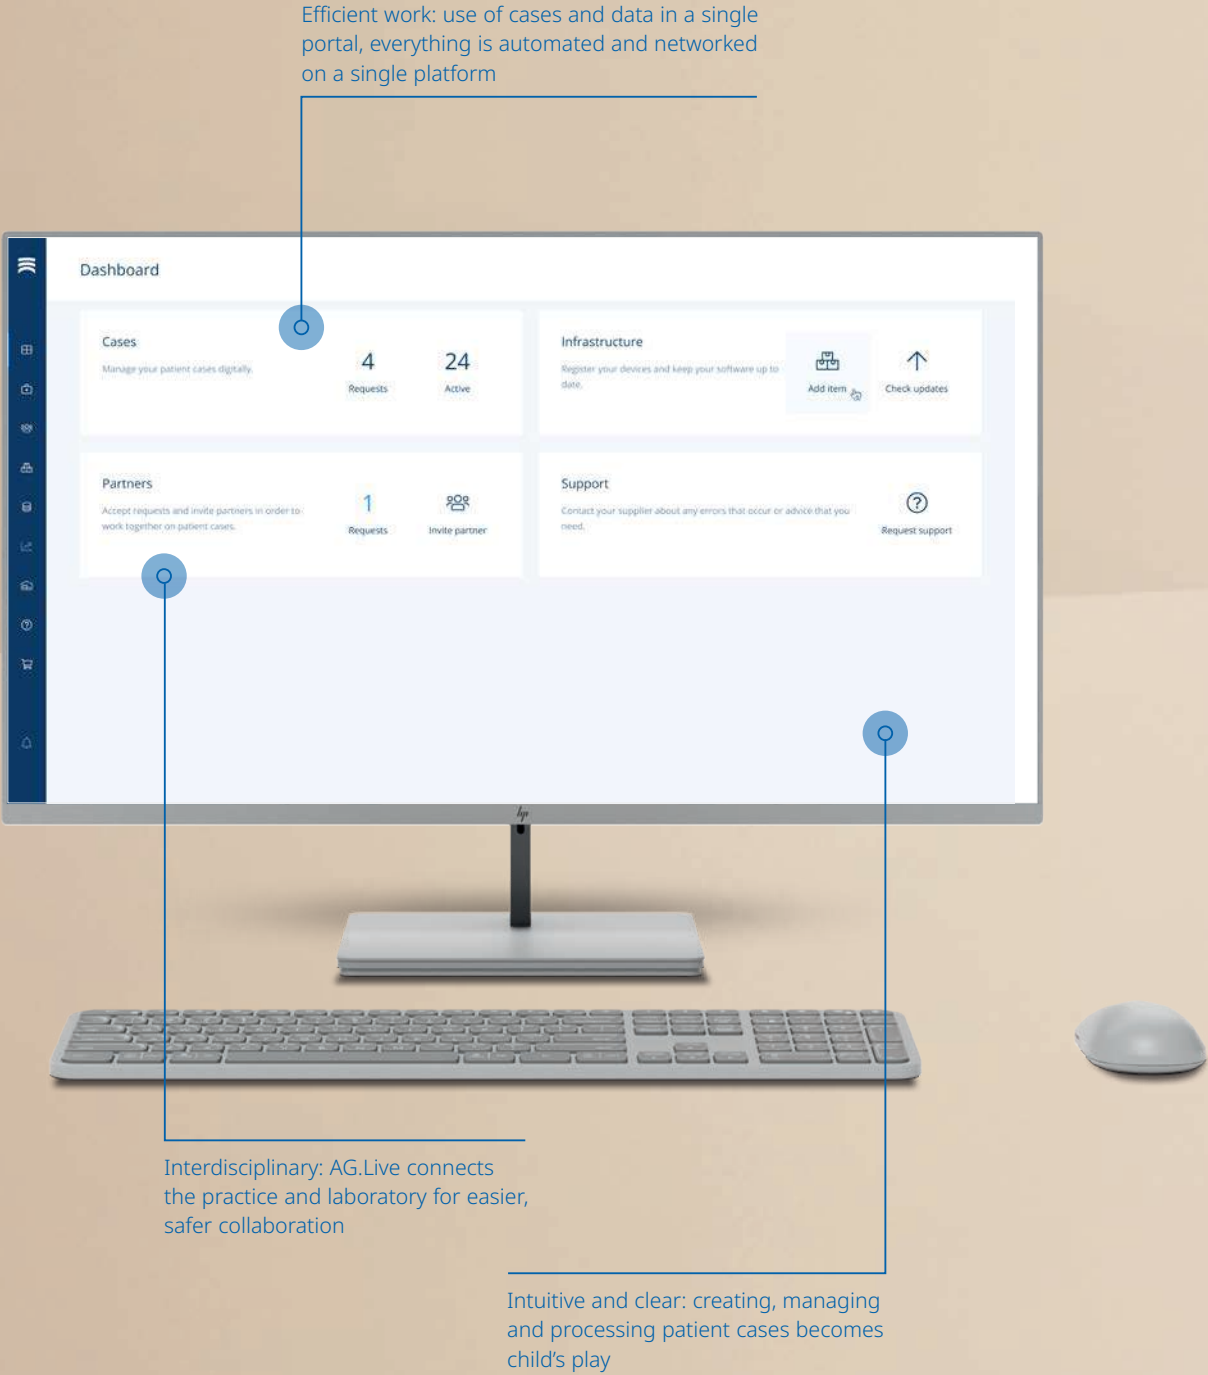 Efficient work: use of cases and data in a single
portal, everything is automated and networked
on a single platform
Dashboard
Cases
Manage your patient cases digitally.
4
Requests
24
Active
Infrastructure
Register your devices and keep your software up to
date.
Add item
Check updates
Partners
Accept requests and invite partners in order to
work together on patient cases.
1
Requests
Invite partner
Support
Contact your supplier about any errors that occur or advice that you
need.
Request support
hp
Interdisciplinary: AG.Live connects
the practice and laboratory for easier,
safer collaboration
Intuitive and clear: creating, managing
and processing patient cases becomes
child’s play